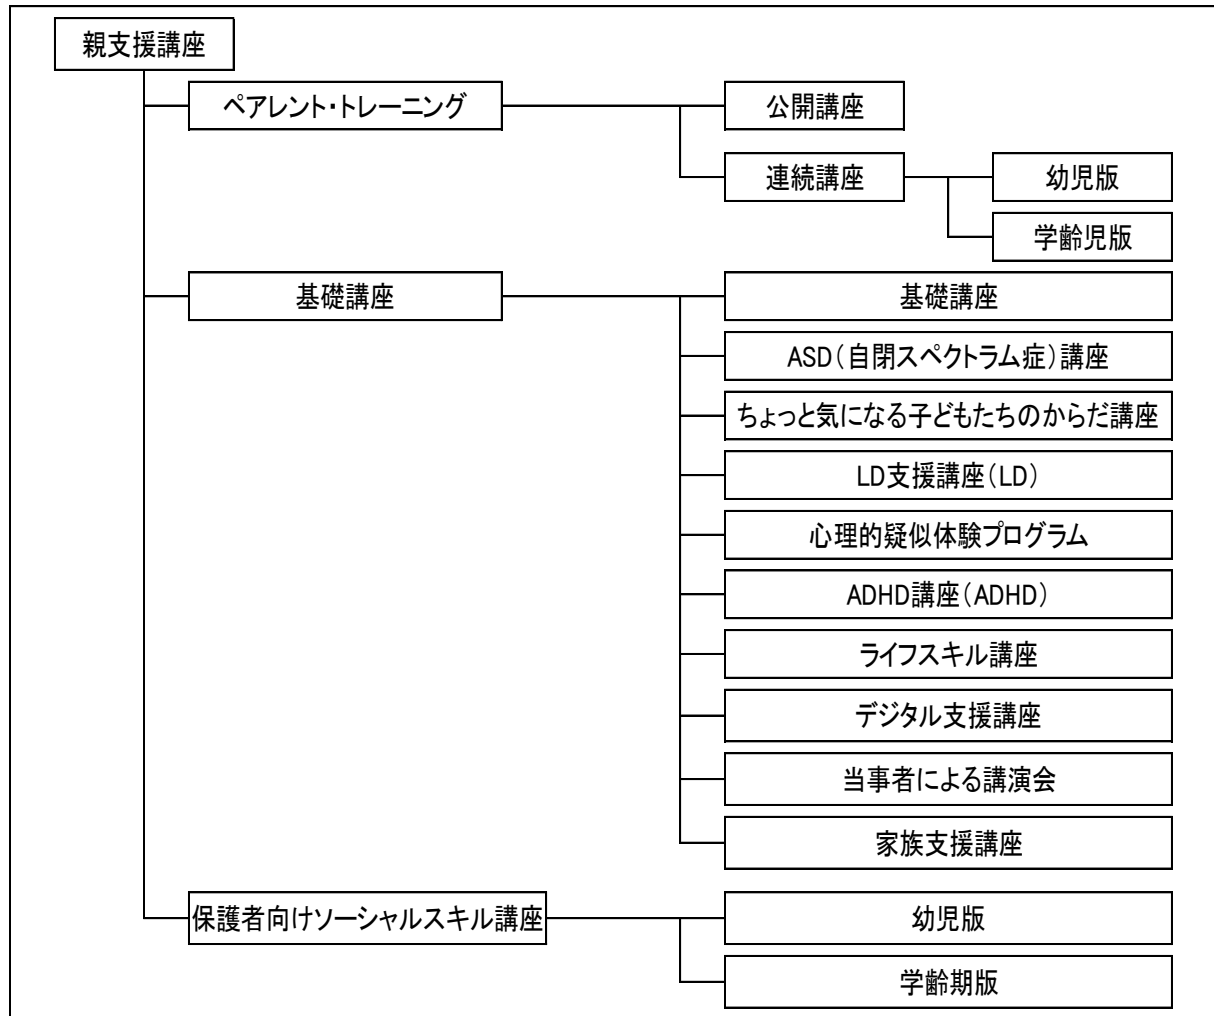 親支援講座
ペアレント・トレーニング
公開講座
連続講座
幼児版
学齢児版
基礎講座
基礎講座
ASD(自閉スペクトラム症)講座
ちょっと気になる子どもたちのからだ講座
LD支援講座(LD)
心理的疑似体験プログラム
ADHD講座(ADHD)
ライフスキル講座
デジタル支援講座
当事者による講演会
家族支援講座
保護者向けソーシャルスキル講座
幼児版
学齢期版